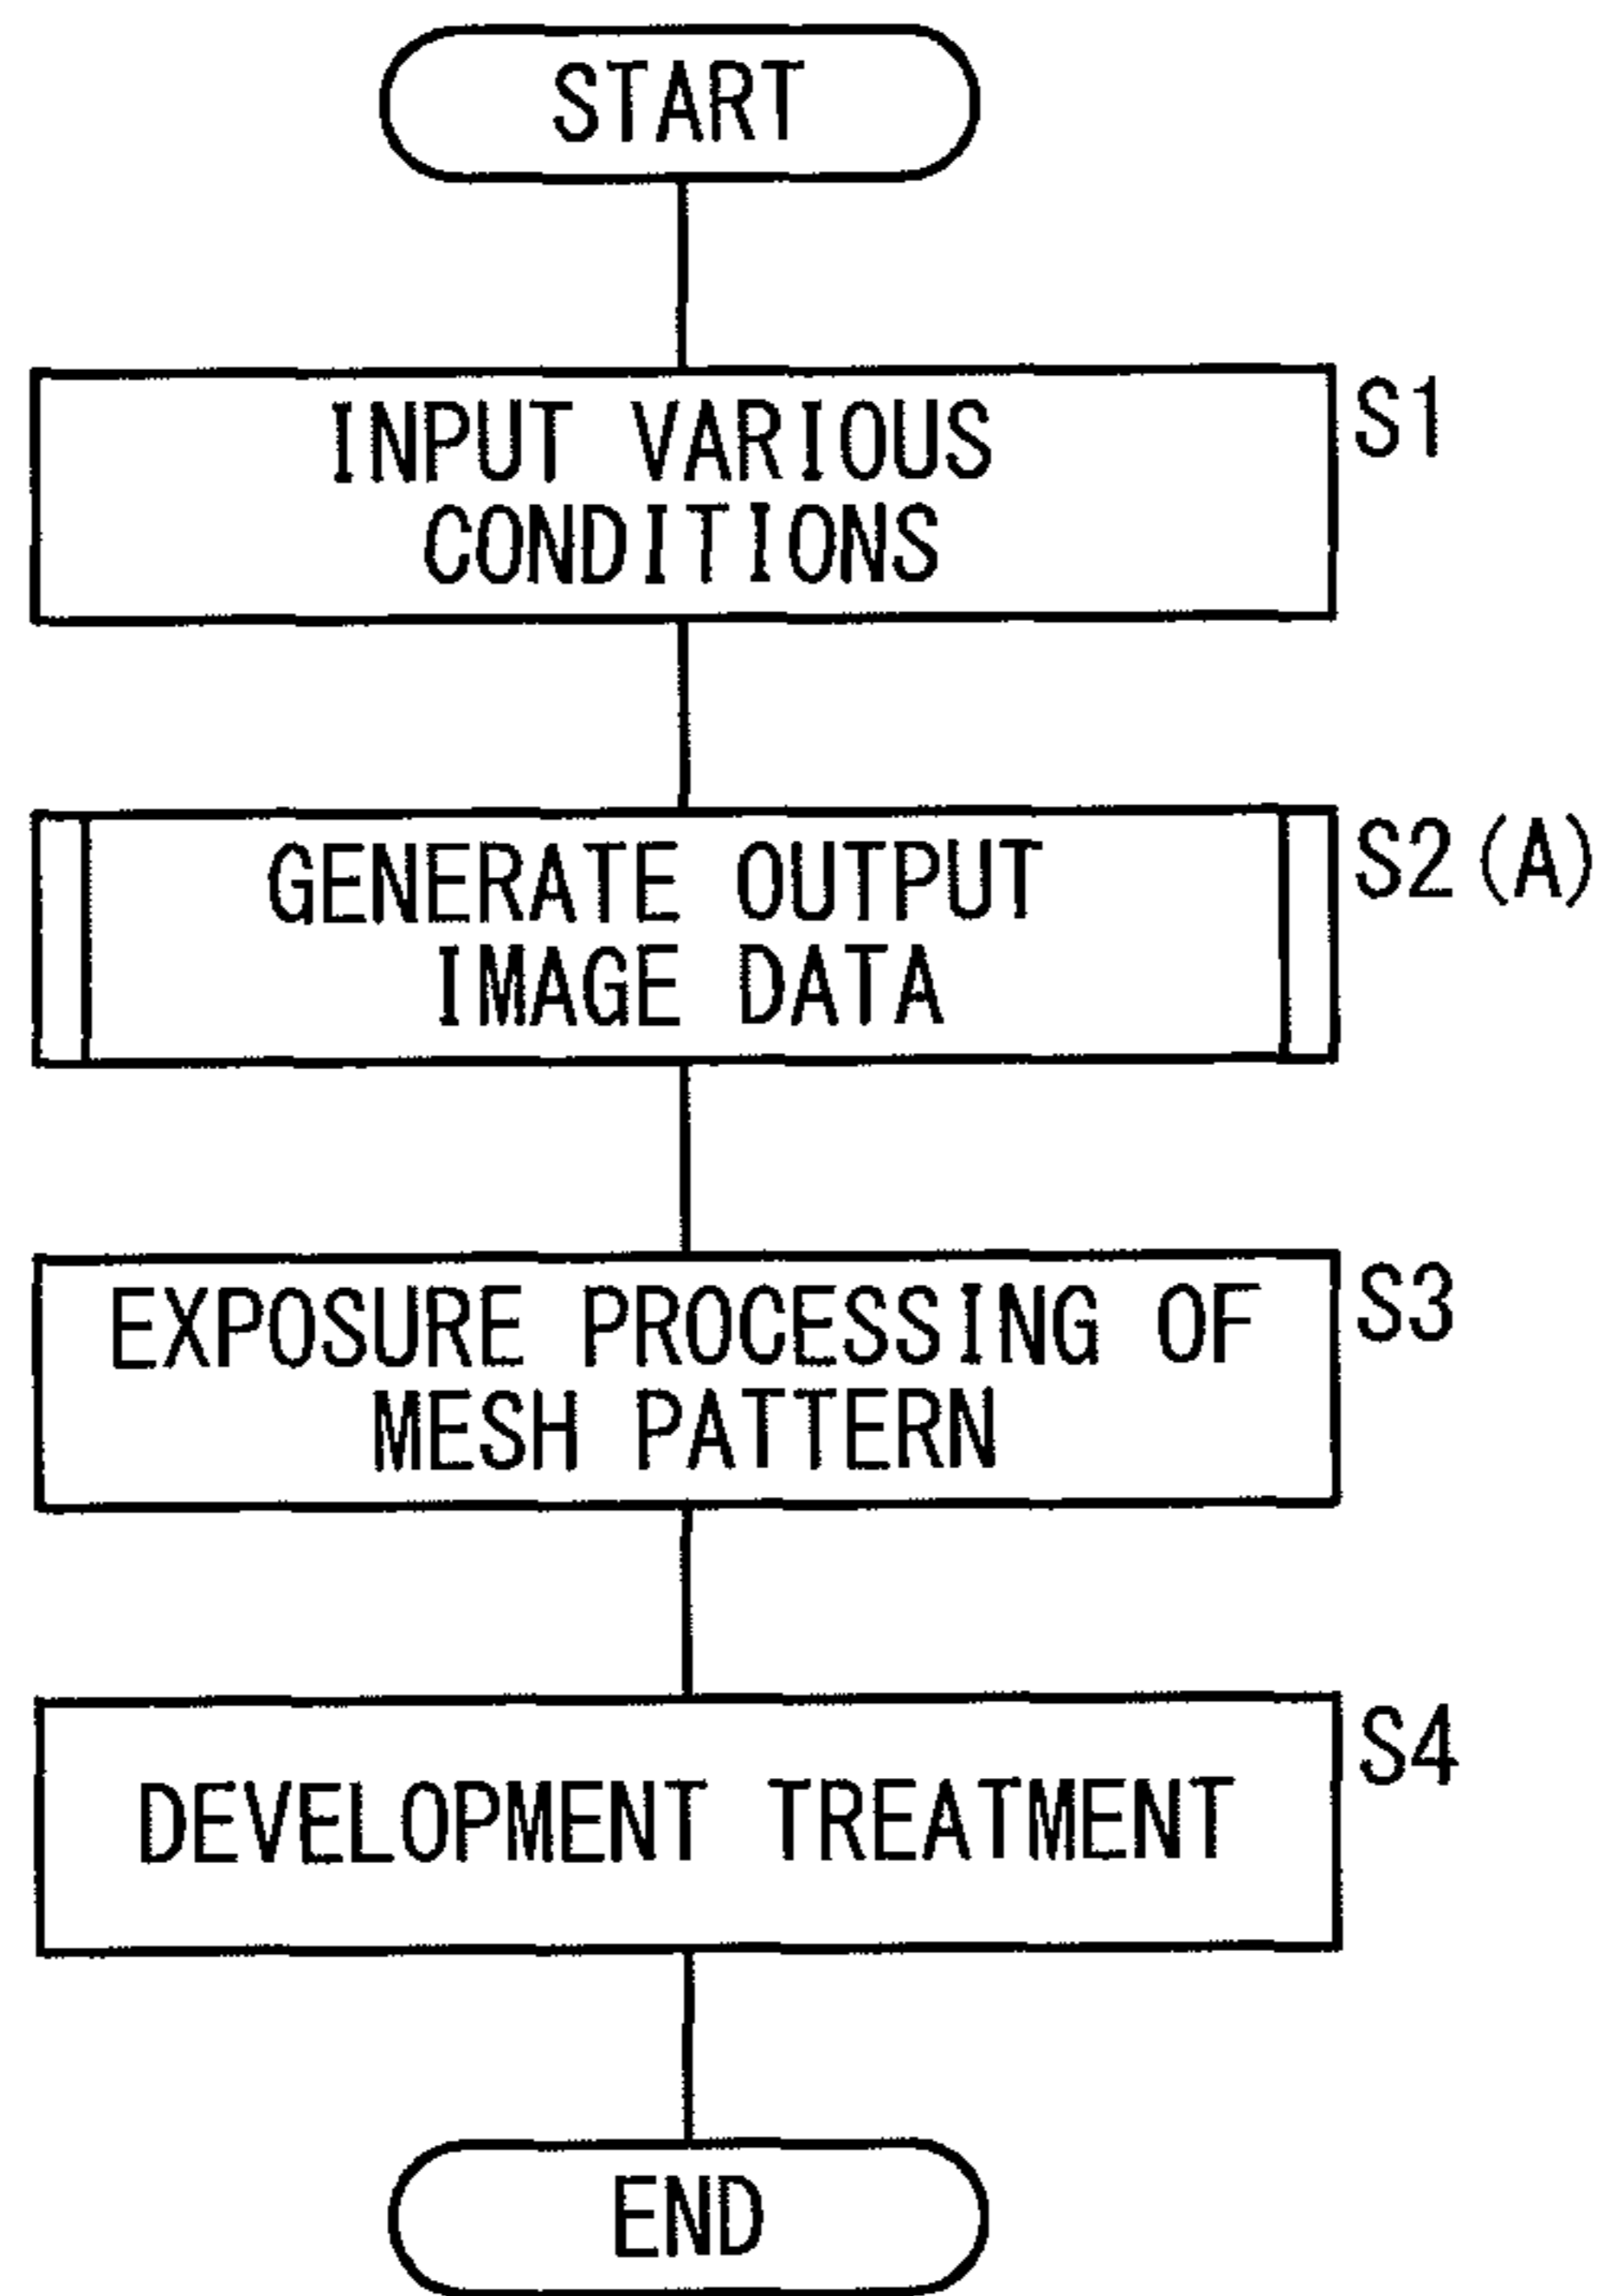 START
INPUT VARIOUS
CONDITIONS
S1
GENERATE OUTPUT
IMAGE DATA
S2(A)
EXPOSURE PROCESSING OF
MESH PATTERN
S3
DEVELOPMENT TREATMENT
S4
END